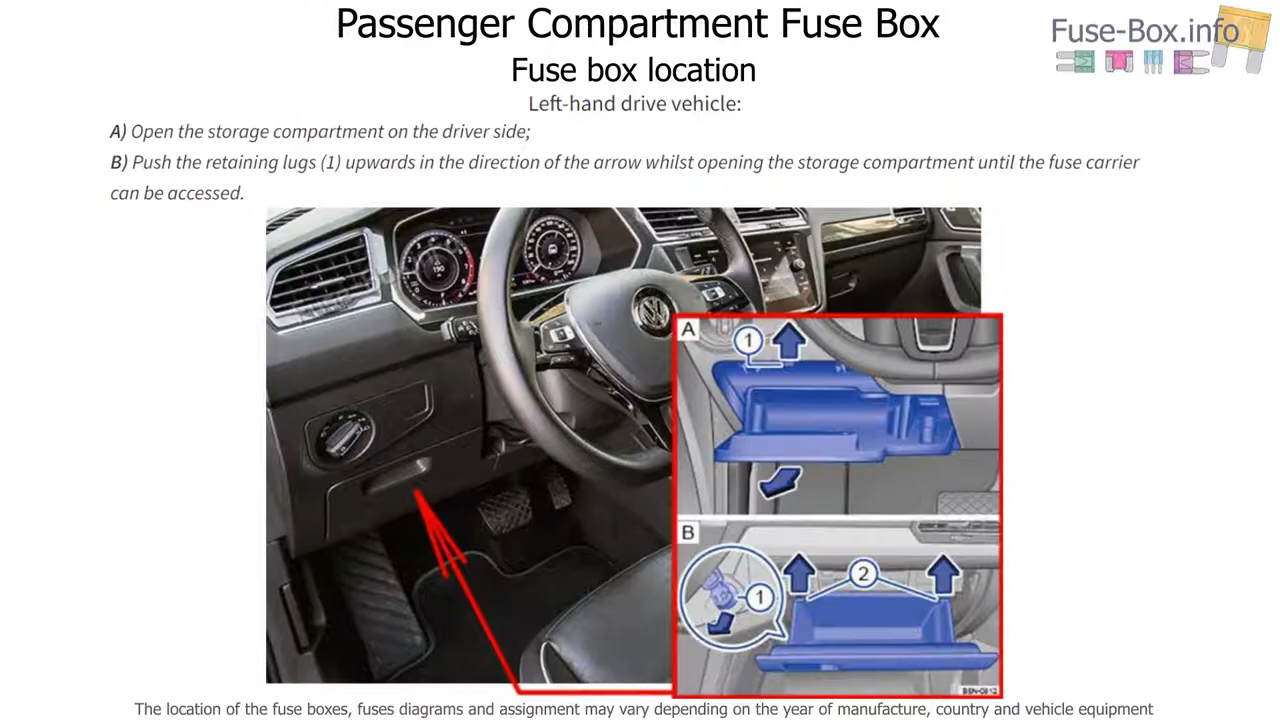 Passenger Compartment Fuse Box
Fuse-Box.info
Fuse box location
Left-hand drive vehicle:
A) Open the storage compartment on the driver side;
B) Push the retaining lugs (1) upwards in the direction of the arrow whilst opening the storage compartment until the fuse carrier
can be accessed.
A
1
B
2
1
The location of the fuse boxes, fuses diagrams and assignment may vary depending on the year of manufacture, country and vehicle equipment